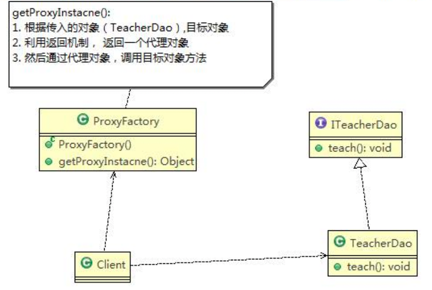 getProxyInstacne():
1. 根据传入的对象（TeacherDao）,目标对象
2. 利用返回机制， 返回一个代理对象
3. 然后通过代理对象，调用目标对象方法
C ProxyFactory
C ProxyFactory()
getProxyInstacne(): Object
I ITeacherDao
teach(): void
C Client
C TeacherDao
teach(): void